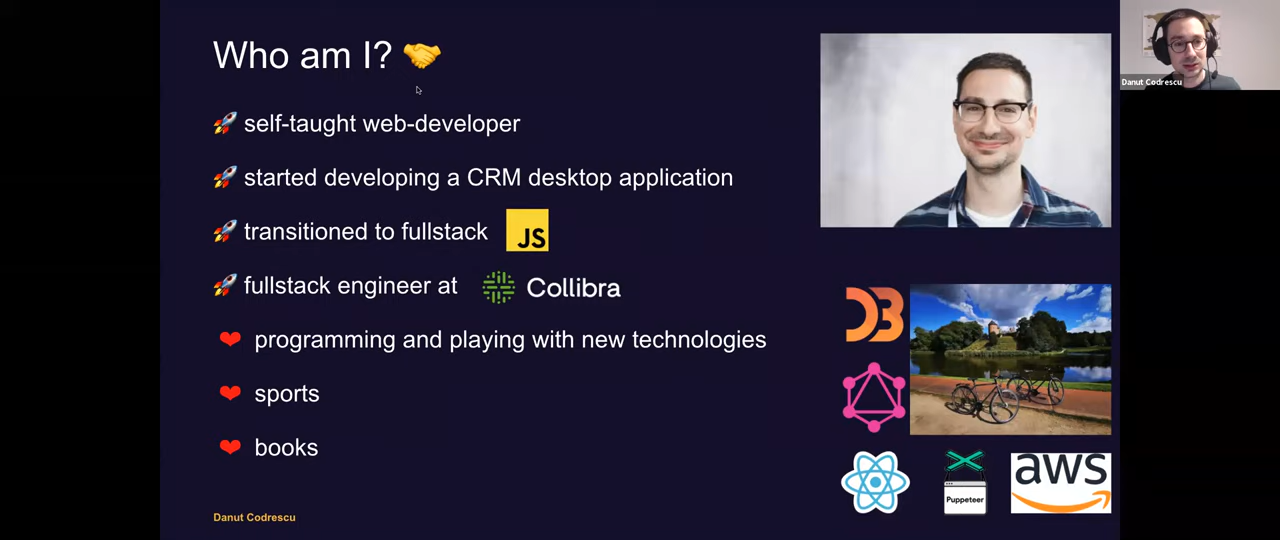 Who am I?
self-taught web-developer
started developing a CRM desktop application
transitioned to fullstack JS
fullstack engineer at Collibra
programming and playing with new technologies
sports
books
Danut Codrescu
Puppeteer
aws
Danut Codrescu